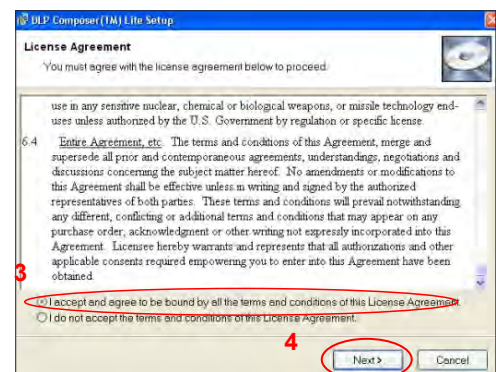 DLP Composer(TM) Lite Setup
License Agreement
You must agree with the license agreement below to proceed.
use in any sensitive nuclear, chemical or biological weapons, or missile technology end-
uses unless authorized by the U.S. Government by regulation or specific license.
6.4 Entire Agreement, etc. The terms and conditions of this Agreement, merge and
supersede all prior and contemporaneous agreements, understandings, negotiations and
discussions concerning the subject matter hereof. No amendments or modifications to
this Agreement shall be effective unless in writing and signed by the authorized
representatives of both parties. These terms and conditions will prevail notwithstanding
any different, conflicting or additional terms and conditions that may appear on any
purchase order, acknowledgment or other writing not expressly incorporated into this
Agreement. Licensee hereby warrants and represents that all authorizations and other
applicable consents required empowering you to enter into this Agreement have been
obtained.
3
I accept and agree to be bound by all the terms and conditions of this License Agreement.
I do not accept the terms and conditions of this License Agreement.
4
Next > Cancel